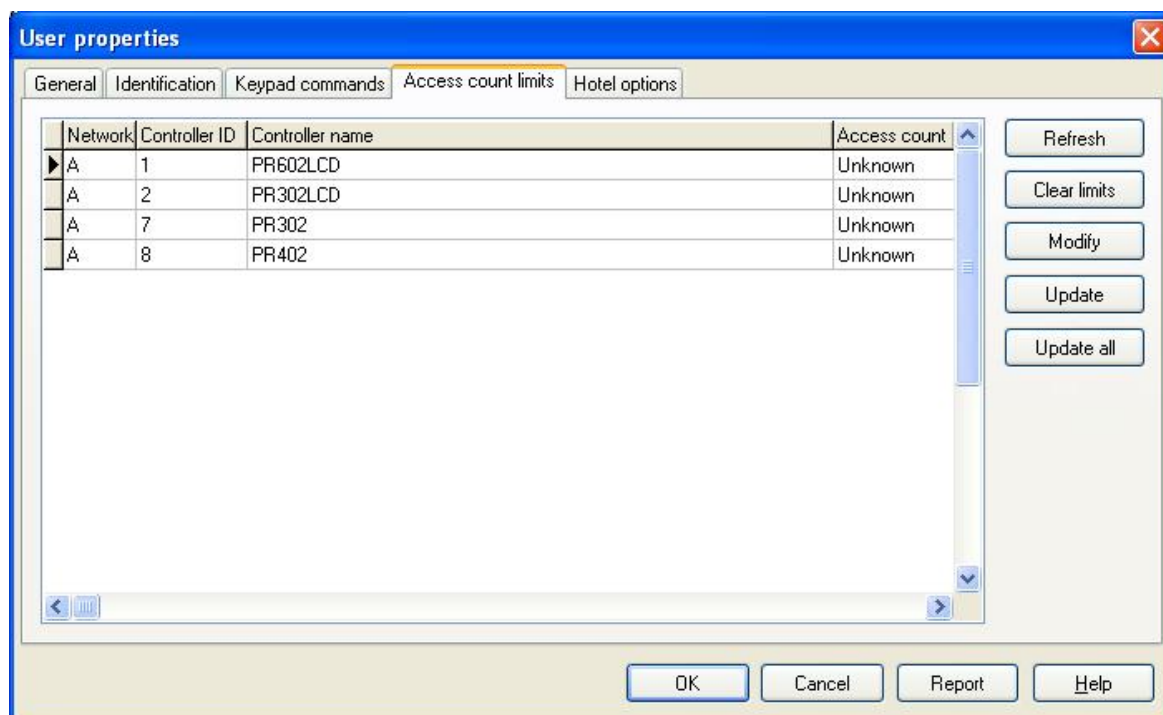 User properties
General Identification Keypad commands Access count limits Hotel options
Network Controller ID Controller name Access count
A 1 PR602LCD Unknown
A 2 PR302LCD Unknown
A 7 PR302 Unknown
A 8 PR402 Unknown
Refresh
Clear limits
Modify
Update
Update all
OK Cancel Report Help